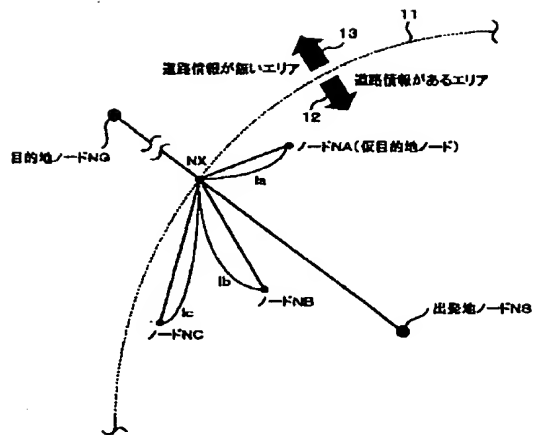 13
11
道路情報が無いエリア
道路情報があるエリア
12
目的地ノードNG
NX
ノードNA(仮目的地ノード)
la
lb
lc
ノードNB
ノードNC
出発地ノードNS